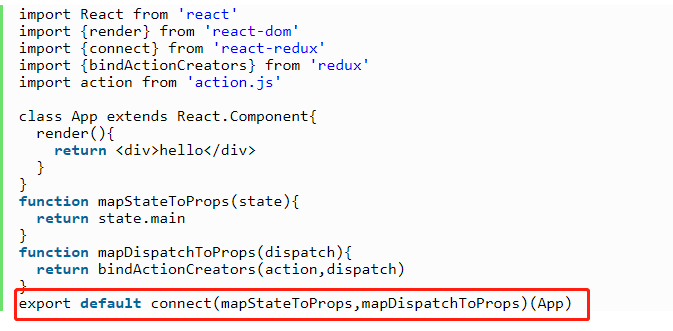 import React from 'react'
import {render} from 'react-dom'
import {connect} from 'react-redux'
import {bindActionCreators} from 'redux'
import action from 'action.js'
class App extends React.Component{
render(){
return <div>hello</div>
}
}
function mapStateToProps(state){
return state.main
}
function mapDispatchToProps(dispatch){
return bindActionCreators(action,dispatch)
}
export default connect(mapStateToProps,mapDispatchToProps)(App)